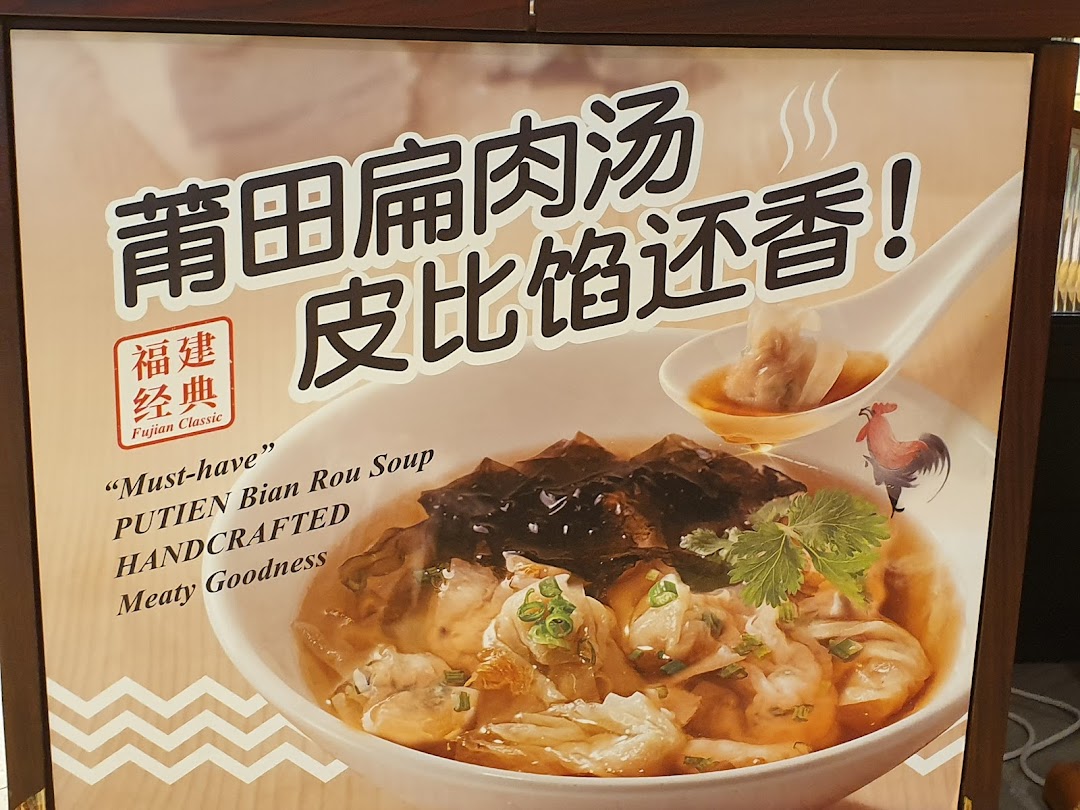 莆田扁肉汤
皮比馅还香！
福建
经典
Fujian Classic
“Must-have”
PUTIEN Bian Rou Soup
HANDCRAFTED
Meaty Goodness